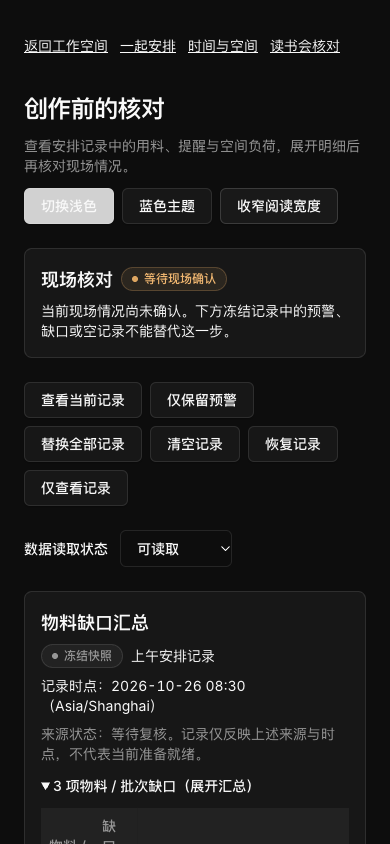 返回工作空间 一起安排 时间与空间 读书会核对
创作前的核对
查看安排记录中的用料、提醒与空间负荷，展开明细后
再核对现场情况。
切换浅色 蓝色主题 收窄阅读宽度
现场核对 等待现场确认
当前现场情况尚未确认。下方冻结记录中的预警、
缺口或空记录不能替代这一步。
查看当前记录 仅保留预警
替换全部记录 清空记录 恢复记录
仅查看记录
数据读取状态 可读取
物料缺口汇总
冻结快照 上午安排记录
记录时点：2026-10-26 08:30
（Asia/Shanghai）
来源状态：等待复核。记录仅反映上述来源与时
点，不代表当前准备就绪。
▼3 项物料 / 批次缺口（展开汇总）
缺
物料 /
口